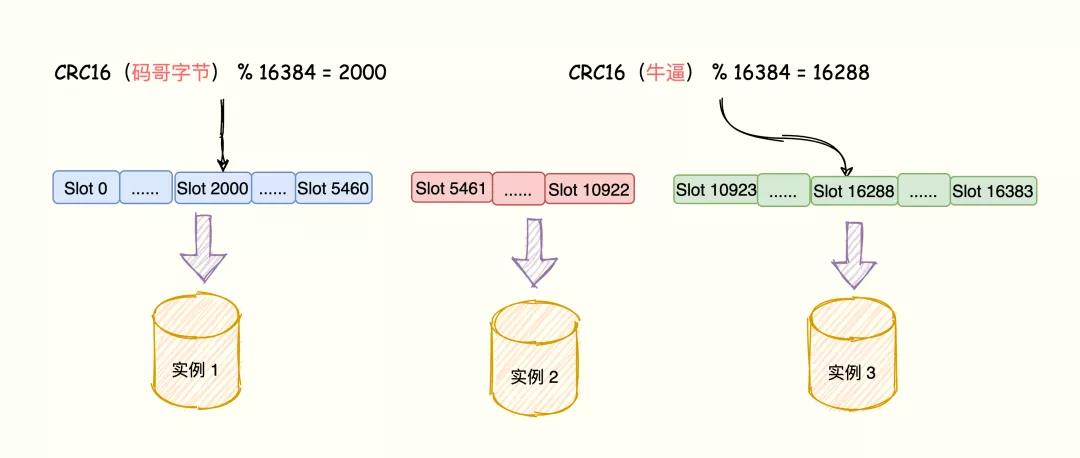 CRC16（码哥字节） % 16384 = 2000
CRC16（牛逼） % 16384 = 16288
Slot 0 ...... Slot 2000 ...... Slot 5460
Slot 5461 ...... Slot 10922
Slot 10923 ...... Slot 16288 ...... Slot 16383
实例 1
实例 2
实例 3